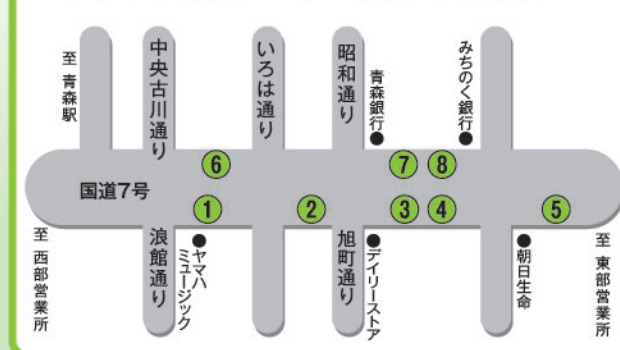 至 青森駅
中央古川通り
いろは通り
昭和通り
青森銀行
みちのく銀行
6
7
8
国道7号
1
2
3
4
5
至 西部営業所
浪館通り
ヤマハ
ミュージック
旭町通り
デイリーストア
朝日生命
至 東部営業所